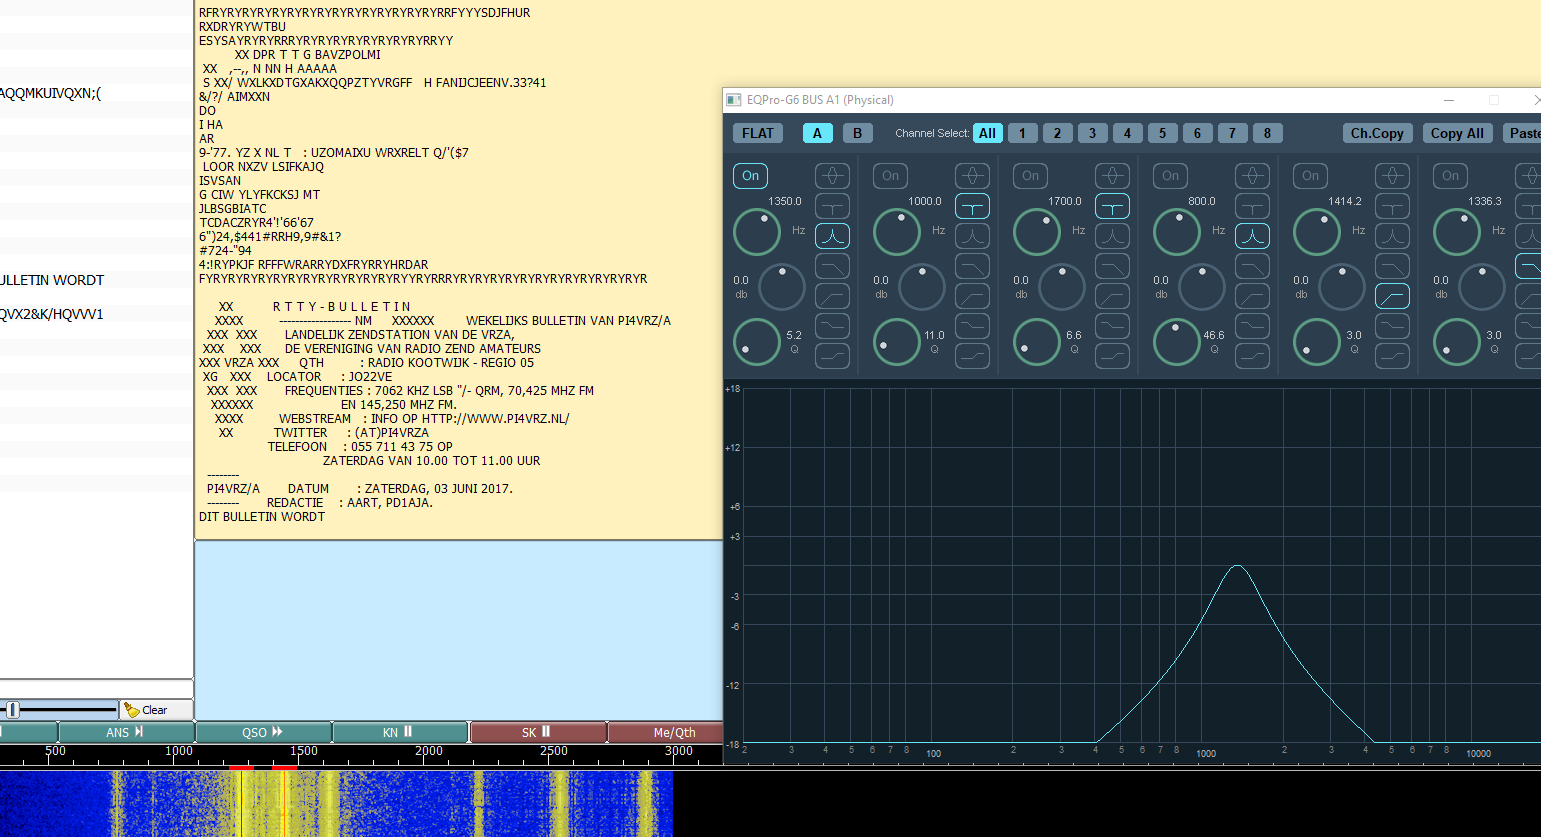 AQQMKUIVQXN;(
ULLETIN WORDT
QVX2&K/HQVVV1
RFRYRYRYRYRYRYRYRYRYRYRYRYRYRYRYRRFYYYSDJFHUR
RXDRYRYWTBU
ESYSAYRYRYRRRYRYRYRYRYRYRYRYRYRRYY
XX DPR T T G BAVZPOLMI
XX ,--,, N NN H AAAAA
S XX/ WXLKXDTGXAKXQQPZTYVRGFF H FANIJCJEENV.33?41
&/?/ AIMXXN
DO
I HA
AR
9-'77. YZ X NL T : UZOMAIXU WRXRELT Q/'($7
LOOR NXZV LSIFKAJQ
ISVSAN
G CIW YLYFKCKSJ MT
JLBSGBIATC
TCDACZRYR4'!'66'67
6")24,$441#RRH9,9#&1?
#724-"94
4:!RYPKJF RFFFWRARRYDXFRYRRYHRDAR
FYRYRYRYRYRYRYRYRYRYRYRYRYRYRYRYRRRYRYRYRYRYRYRYRYRYRYRYRYRYR
XX R T T Y - B U L L E T I N
XXXX ------------------ NM XXXXXX WEKELIJKS BULLETIN VAN PI4VRZ/A
XXX XXX LANDELIJK ZENDSTATION VAN DE VRZA,
XXX XXX DE VERENIGING VAN RADIO ZEND AMATEURS
XXX VRZA XXX QTH : RADIO KOOTWIJK - REGIO 05
XG XXX LOCATOR : JO22VE
XXX XXX FREQUENTIES : 7062 KHZ LSB "/- QRM, 70,425 MHZ FM
XXXXXX EN 145,250 MHZ FM.
XXXX WEBSTREAM : INFO OP HTTP://WWW.PI4VRZ.NL/
XX TWITTER : (AT)PI4VRZA
TELEFOON : 055 711 43 75 OP
ZATERDAG VAN 10.00 TOT 11.00 UUR
--------
PI4VRZ/A DATUM : ZATERDAG, 03 JUNI 2017.
-------- REDACTIE : AART, PD1AJA.
DIT BULLETIN WORDT
Clear
ANS QSO KN SK Me/Qth
500 1000 1500 2000 2500 3000
EQPro-G6 BUS A1 (Physical)
FLAT A B Channel Select: All 1 2 3 4 5 6 7 8 Ch.Copy Copy All Paste
On On On On On On
1350.0 1000.0 1700.0 800.0 1414.2 1336.3
Hz Hz Hz Hz Hz Hz
0.0 0.0 0.0 0.0 0.0 0.0
db db db db db db
5.2 11.0 6.6 46.6 3.0 3.0
Q Q Q Q Q Q
+18
+12
+6
+3
-3
-6
-12
-18
2 3 4 5 6 7 8 100 2 3 4 5 6 7 8 1000 2 3 4 5 6 7 8 10000